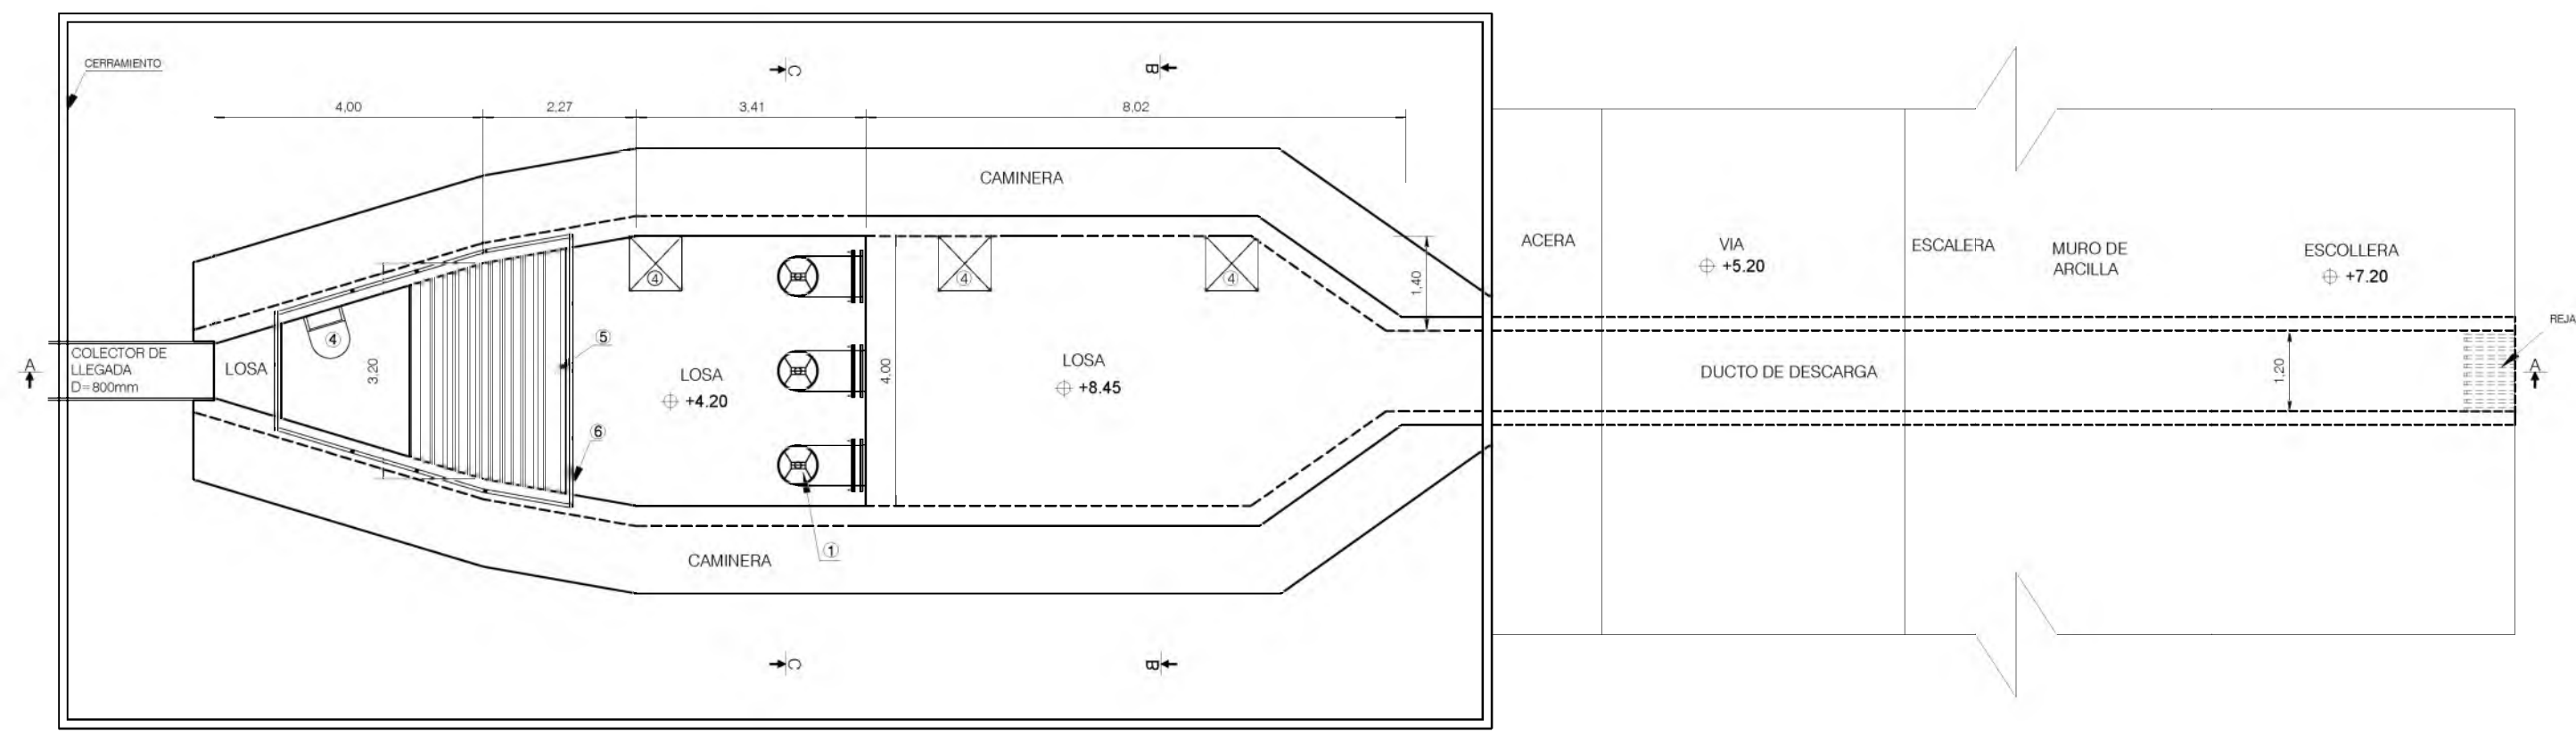 CERRAMIENTO
C
B
4,00
2,27
3,41
8,02
CAMINERA
ACERA
VIA
+5.20
ESCALERA
MURO DE
ARCILLA
ESCOLLERA
+7.20
④
④
④
1,40
REJA
④
⑤
A
COLECTOR DE
LLEGADA
D=800mm
LOSA
3,20
LOSA
+4.20
4,00
LOSA
+8.45
DUCTO DE DESCARGA
1,20
A
⑥
①
CAMINERA
C
B